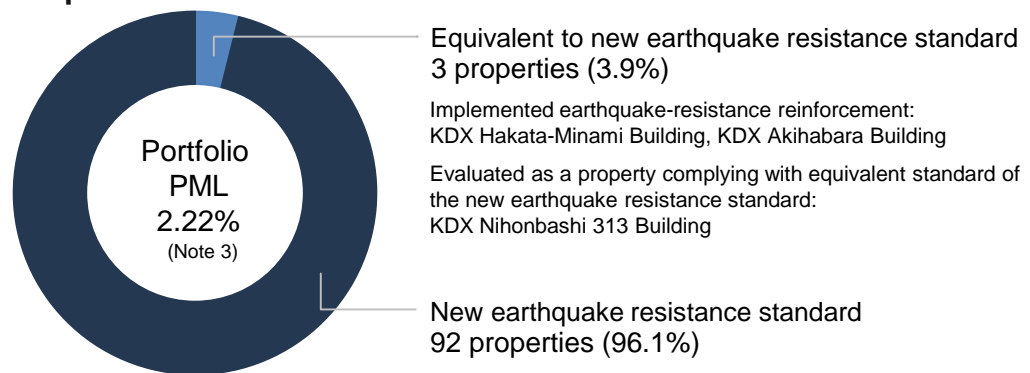 Equivalent to new earthquake resistance standard
3 properties (3.9%)
Implemented earthquake-resistance reinforcement:
KDX Hakata-Minami Building, KDX Akihabara Building
Evaluated as a property complying with equivalent standard of
the new earthquake resistance standard:
KDX Nihonbashi 313 Building
Portfolio
PML
2.22%
(Note 3)
New earthquake resistance standard
92 properties (96.1%)